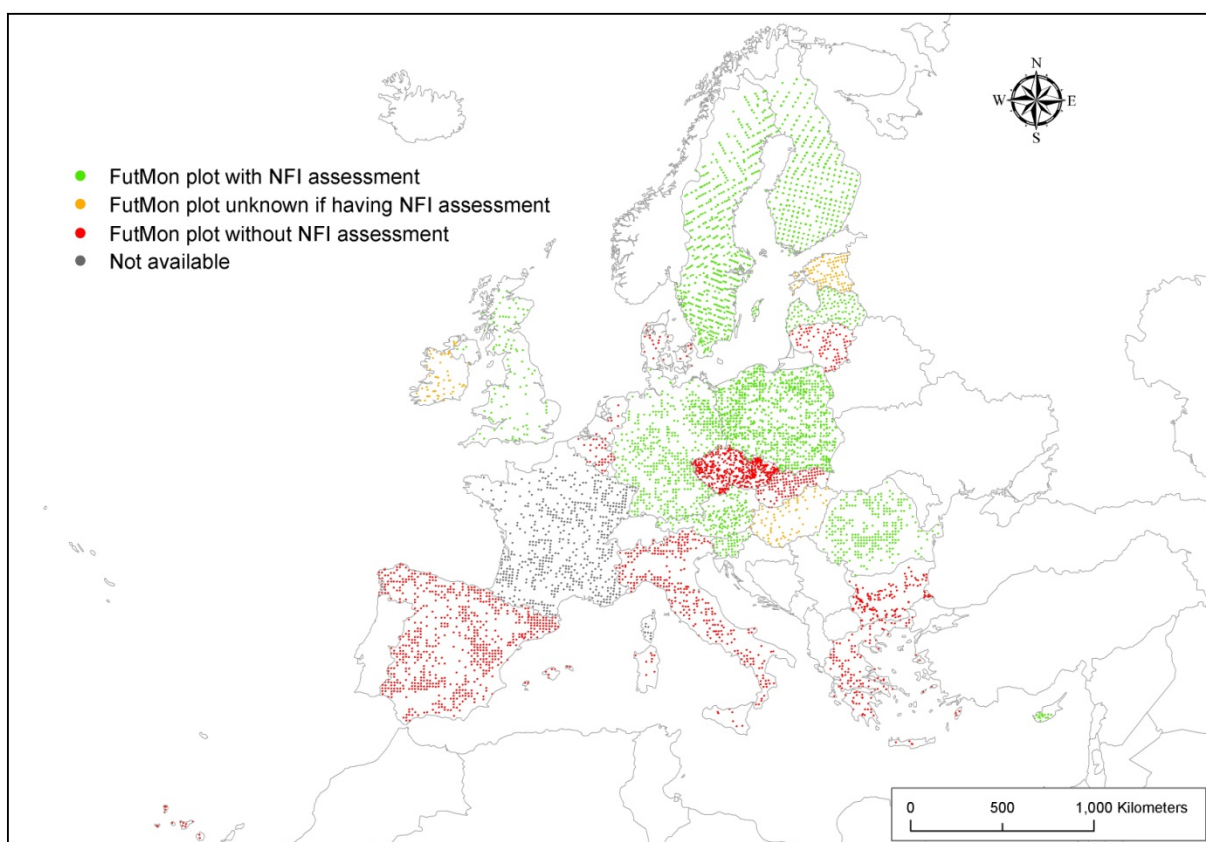 N
W E
S
FutMon plot with NFI assessment
FutMon plot unknown if having NFI assessment
FutMon plot without NFI assessment
Not available
0 500 1,000 Kilometers